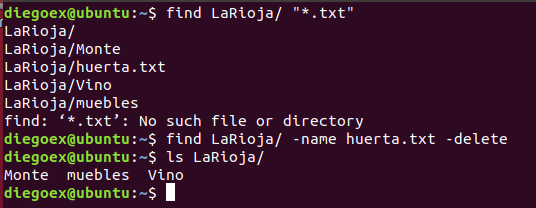 diegoex@ubuntu:~$ find LaRioja/ "*.txt"
LaRioja/
LaRioja/Monte
LaRioja/huerta.txt
LaRioja/Vino
LaRioja/muebles
find: ‘*.txt’: No such file or directory
diegoex@ubuntu:~$ find LaRioja/ -name huerta.txt -delete
diegoex@ubuntu:~$ ls LaRioja/
Monte  muebles  Vino
diegoex@ubuntu:~$